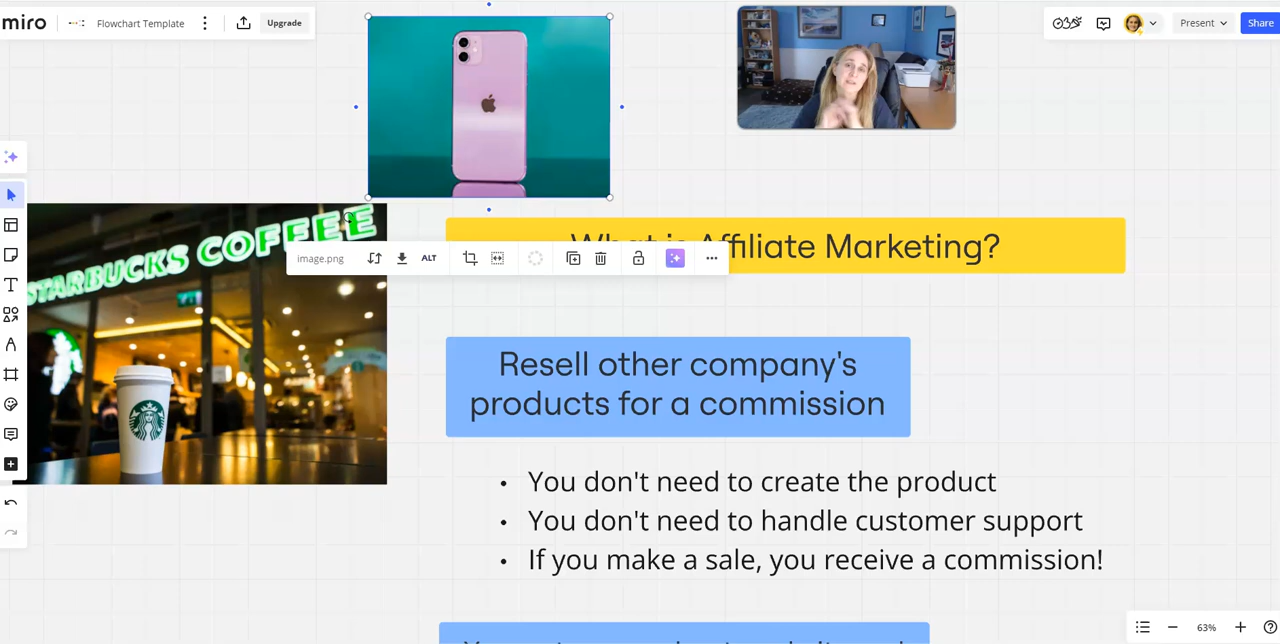 miro
Flowchart Template
Upgrade
Present
Share
STARBUCKS COFFEE
image.png
ALT
What is Affiliate Marketing?
Resell other company's
products for a commission
• You don't need to create the product
• You don't need to handle customer support
• If you make a sale, you receive a commission!
63%